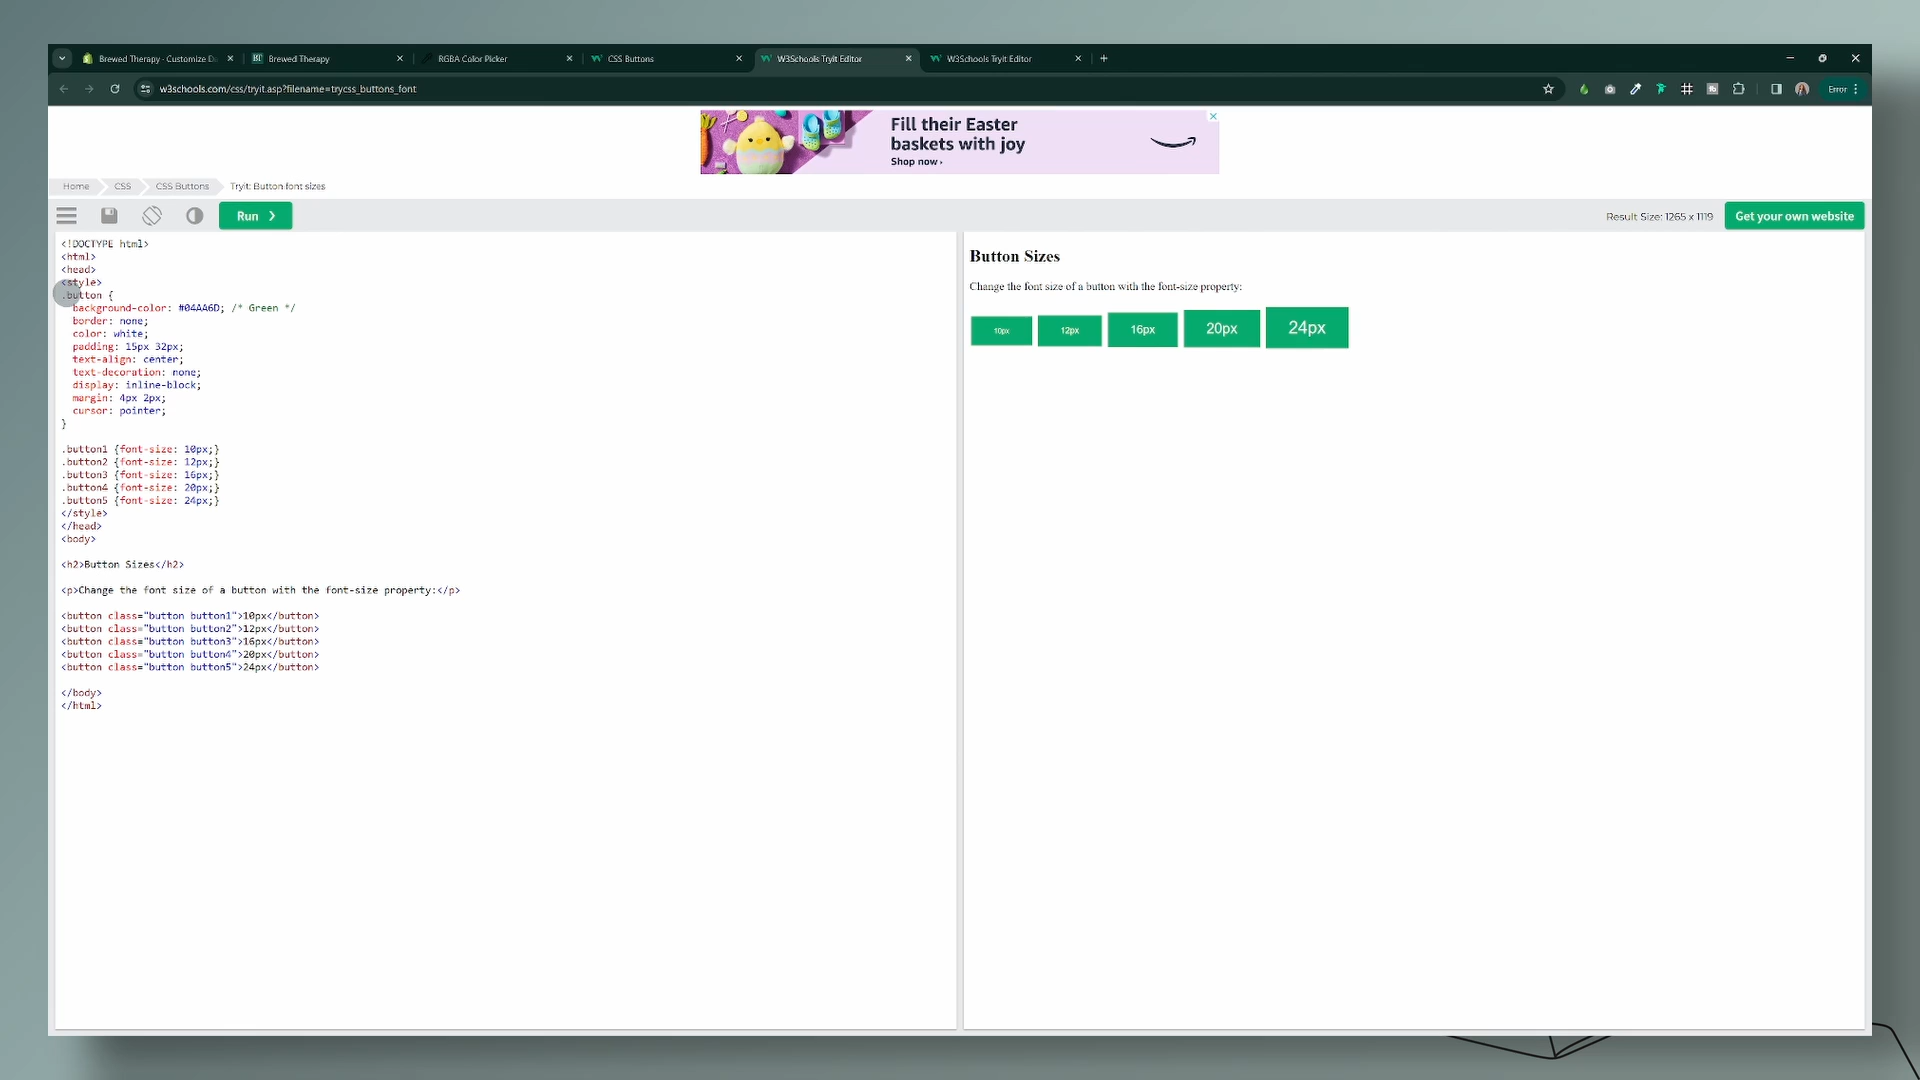 Brewed Therapy · Customize D
Brewed Therapy
RGBA Color Picker
CSS Buttons
W3Schools Tryit Editor
W3Schools Tryit Editor
w3schools.com/css/tryit.asp?filename=trycss_buttons_font
Error
Fill their Easter
baskets with joy
Shop now ›
Home
CSS
CSS Buttons
Tryit: Button font sizes
Run ❯
Result Size: 1265 x 1119
Get your own website
<!DOCTYPE html>
<html>
<head>
<style>
.button {
  background-color: #04AA6D; /* Green */
  border: none;
  color: white;
  padding: 15px 32px;
  text-align: center;
  text-decoration: none;
  display: inline-block;
  margin: 4px 2px;
  cursor: pointer;
}
.button1 {font-size: 10px;}
.button2 {font-size: 12px;}
.button3 {font-size: 16px;}
.button4 {font-size: 20px;}
.button5 {font-size: 24px;}
</style>
</head>
<body>
<h2>Button Sizes</h2>
<p>Change the font size of a button with the font-size property:</p>
<button class="button button1">10px</button>
<button class="button button2">12px</button>
<button class="button button3">16px</button>
<button class="button button4">20px</button>
<button class="button button5">24px</button>
</body>
</html>
Button Sizes
Change the font size of a button with the font-size property:
10px
12px
16px
20px
24px